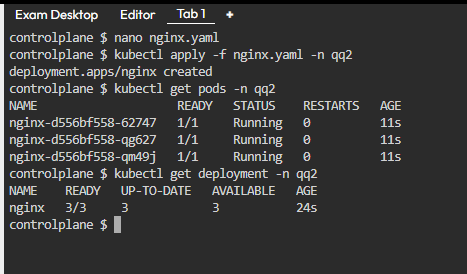 Exam Desktop Editor Tab 1 +
controlplane $ nano nginx.yaml
controlplane $ kubectl apply -f nginx.yaml -n qq2
deployment.apps/nginx created
controlplane $ kubectl get pods -n qq2
NAME READY STATUS RESTARTS AGE
nginx-d556bf558-62747 1/1 Running 0 11s
nginx-d556bf558-qg627 1/1 Running 0 11s
nginx-d556bf558-qm49j 1/1 Running 0 11s
controlplane $ kubectl get deployment -n qq2
NAME READY UP-TO-DATE AVAILABLE AGE
nginx 3/3 3 3 24s
controlplane $